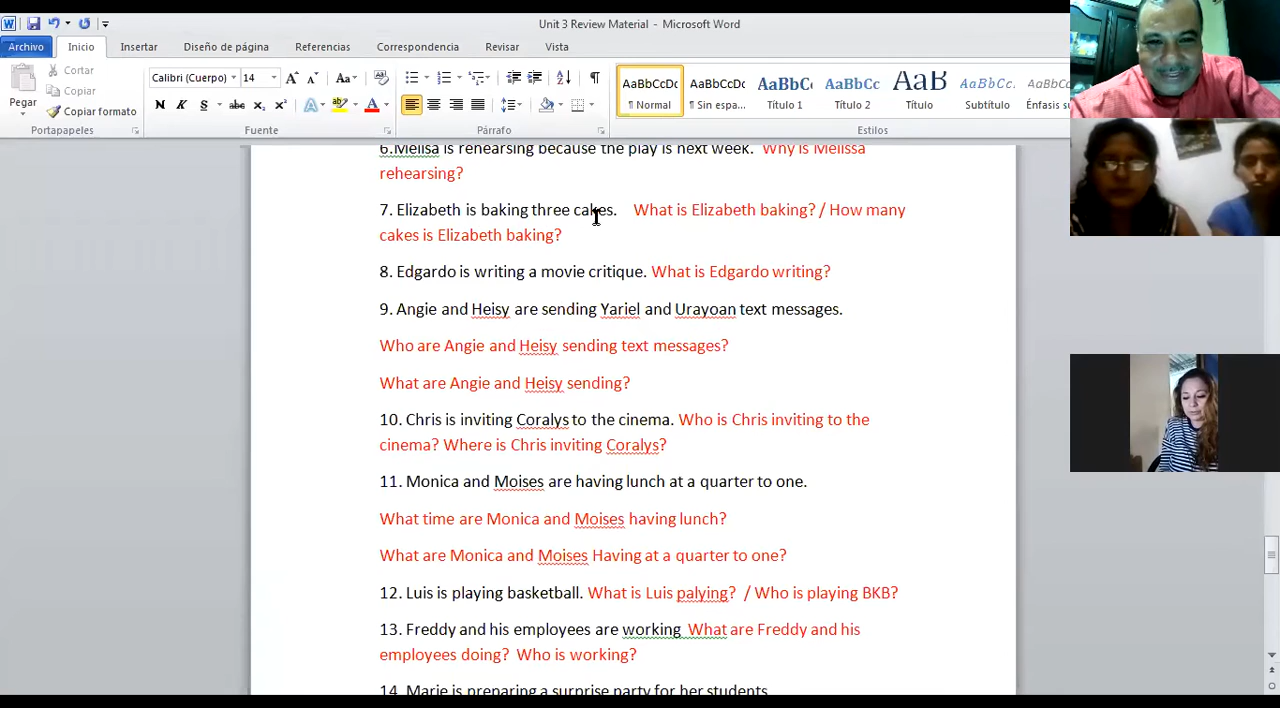 Unit 3 Review Material - Microsoft Word
Archivo Inicio Insertar Diseño de página Referencias Correspondencia Revisar Vista
Pegar
Cortar
Copiar
Copiar formato
Portapapeles
Calibri (Cuerpo) 14
N K S abc x₂ x²
Fuente
Párrafo
AaBbCcDc AaBbCcDc AaBbC AaBbCc AaB AaBbCc. AaBbC
¶ Normal ¶ Sin espa... Título 1 Título 2 Título Subtítulo Énfasis su
Estilos
6.Melisa is rehearsing because the play is next week. Why is Melissa
rehearsing?
7. Elizabeth is baking three cakes. What is Elizabeth baking? / How many
cakes is Elizabeth baking?
8. Edgardo is writing a movie critique. What is Edgardo writing?
9. Angie and Heisy are sending Yariel and Urayoan text messages.
Who are Angie and Heisy sending text messages?
What are Angie and Heisy sending?
10. Chris is inviting Coralys to the cinema. Who is Chris inviting to the
cinema? Where is Chris inviting Coralys?
11. Monica and Moises are having lunch at a quarter to one.
What time are Monica and Moises having lunch?
What are Monica and Moises Having at a quarter to one?
12. Luis is playing basketball. What is Luis palying? / Who is playing BKB?
13. Freddy and his employees are working What are Freddy and his
employees doing? Who is working?
14. Marie is preparing a surprise party for her students